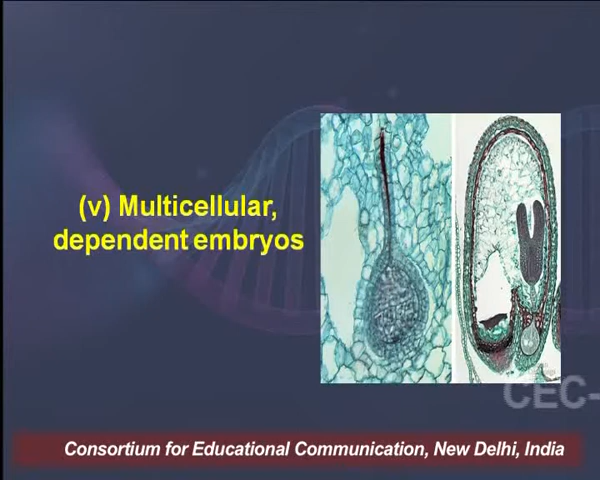 (v) Multicellular,
dependent embryos
CEC-
Consortium for Educational Communication, New Delhi, India